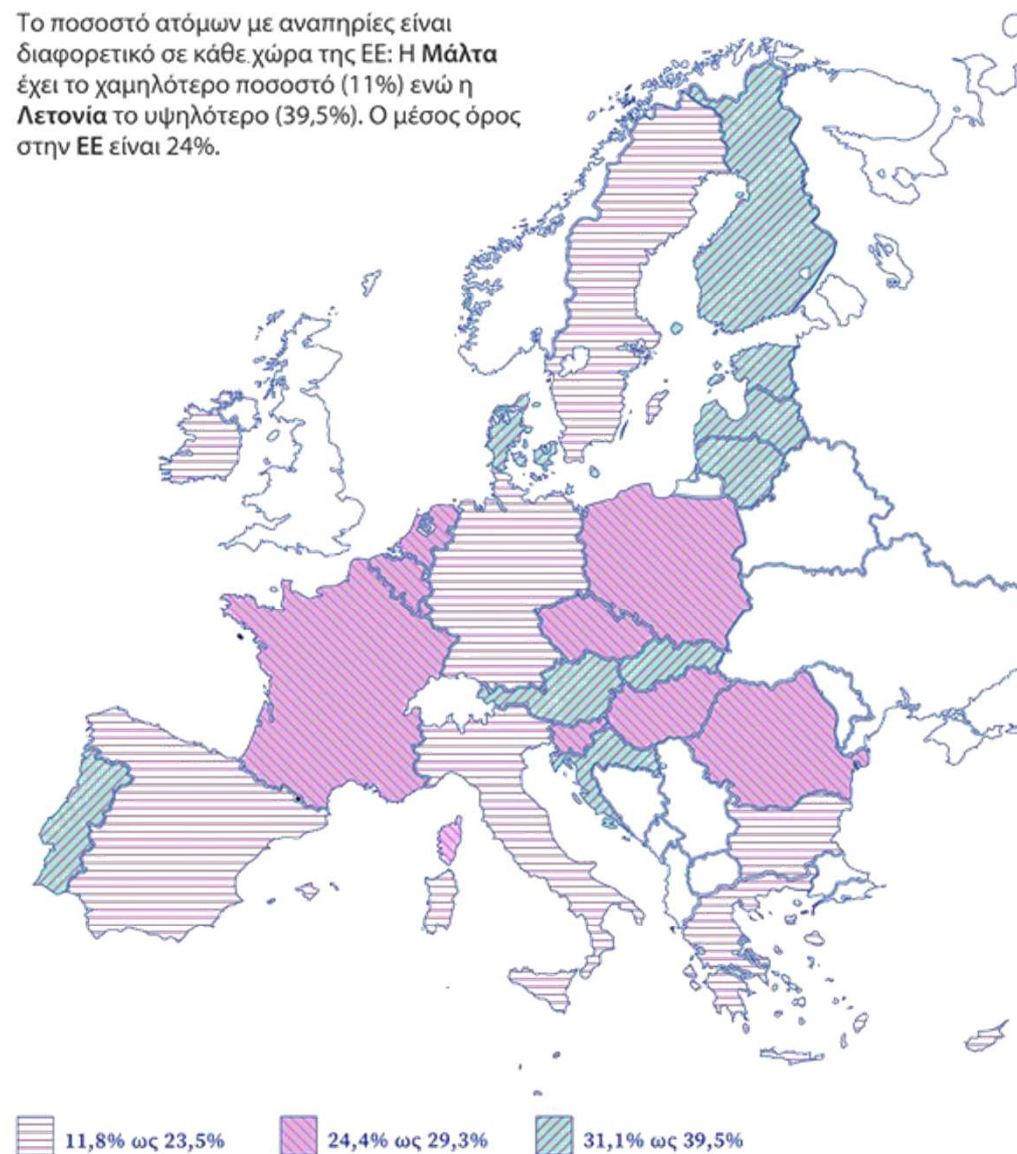 Το ποσοστό ατόμων με αναπηρίες είναι
διαφορετικό σε κάθε χώρα της ΕΕ: Η Μάλτα
έχει το χαμηλότερο ποσοστό (11%) ενώ η
Λετονία το υψηλότερο (39,5%). Ο μέσος όρος
στην ΕΕ είναι 24%.
11,8% ως 23,5%
24,4% ως 29,3%
31,1% ως 39,5%